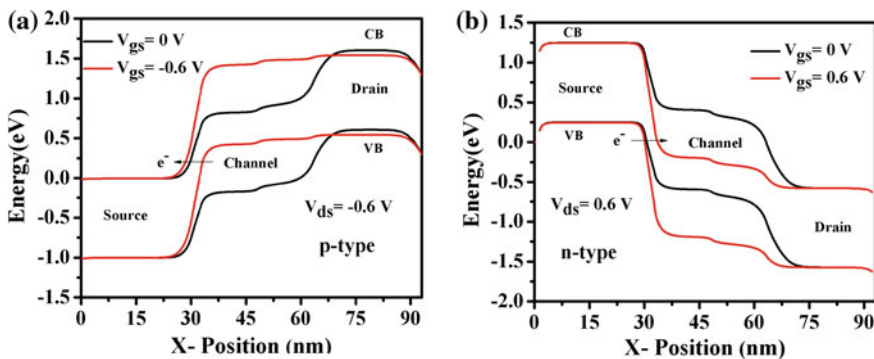 (a)
2.0
1.5
1.0
0.5
0.0
-0.5
-1.0
-1.5
Energy(eV)
Vgs= 0 V
Vgs= -0.6 V
CB
Drain
VB
e-
Channel
Source
Vds= -0.6 V
p-type
0 15 30 45 60 75 90
X- Position (nm)
(b)
1.5
1.0
0.5
0.0
-0.5
-1.0
-1.5
-2.0
Energy(eV)
CB
Vgs= 0 V
Vgs= 0.6 V
Source
VB
e-
Channel
Vds= 0.6 V
Drain
n-type
0 15 30 45 60 75 90
X- Position (nm)